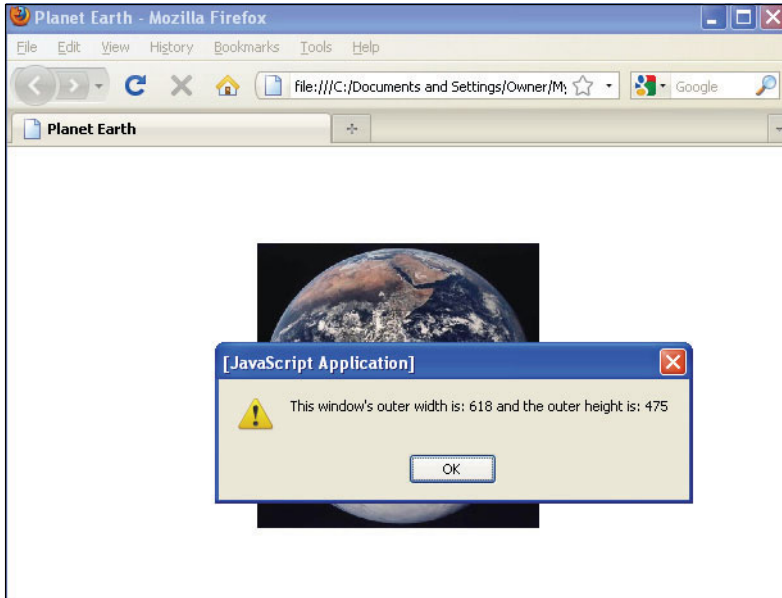 Planet Earth - Mozilla Firefox
File Edit View History Bookmarks Tools Help
file:///C:/Documents and Settings/Owner/My Google
Planet Earth
[JavaScript Application]
This window's outer width is: 618 and the outer height is: 475
OK